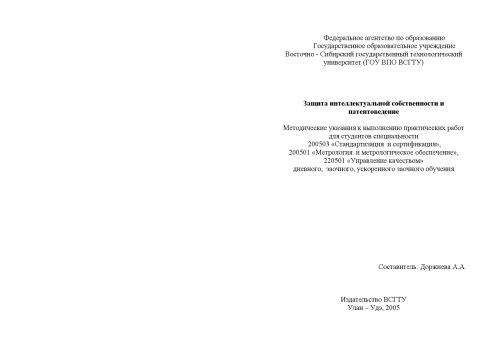 Федеральное агентство по образованию
Государственное образовательное учреждение
Восточно - Сибирский государственный технологический
университет (ГОУ ВПО ВСГТУ)
Защита интеллектуальной собственности и
патентоведение
Методические указания к выполнению практических работ
для студентов специальности
200503 «Стандартизация и сертификация»,
200501 «Метрология и метрологическое обеспечение»,
220501 «Управление качеством»
дневного, заочного, ускоренного заочного обучения
Составитель: Доржиева А.А.
Издательство ВСГТУ
Улан – Удэ, 2005